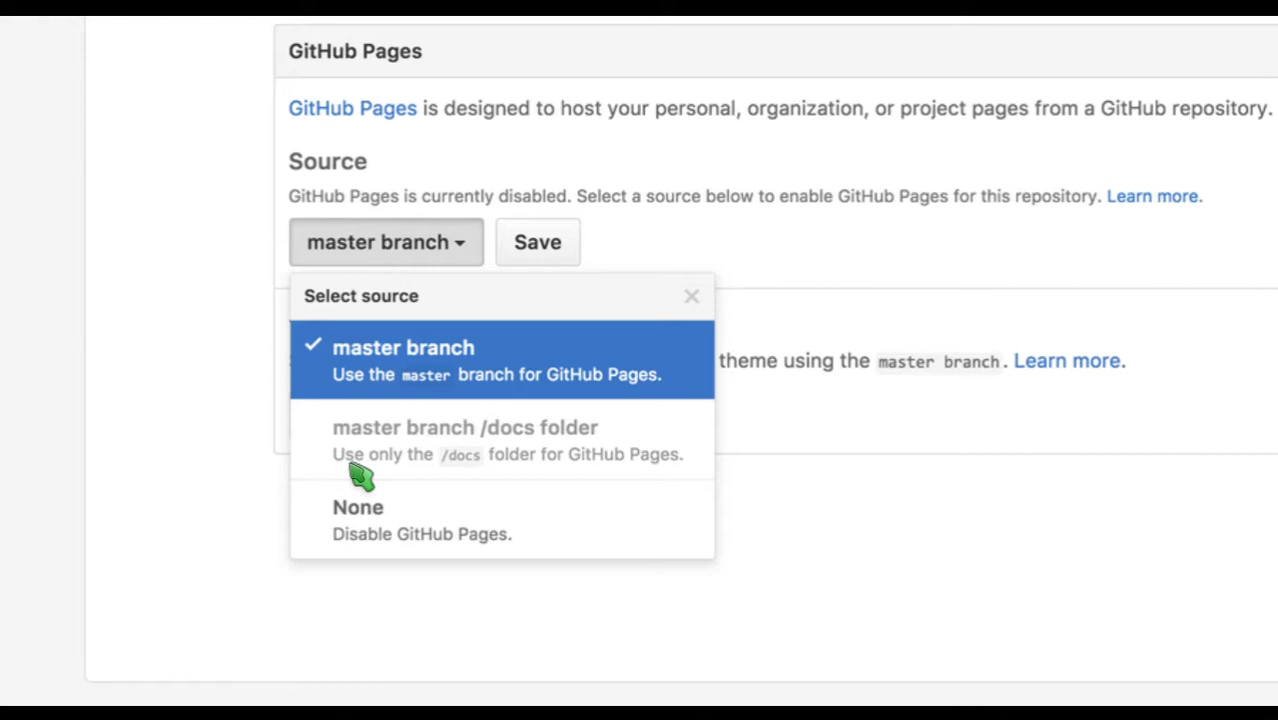 GitHub Pages
GitHub Pages is designed to host your personal, organization, or project pages from a GitHub repository.
Source
GitHub Pages is currently disabled. Select a source below to enable GitHub Pages for this repository. Learn more.
master branch Save
Select source
master branch
Use the master branch for GitHub Pages.
theme using the master branch. Learn more.
master branch /docs folder
Use only the /docs folder for GitHub Pages.
None
Disable GitHub Pages.